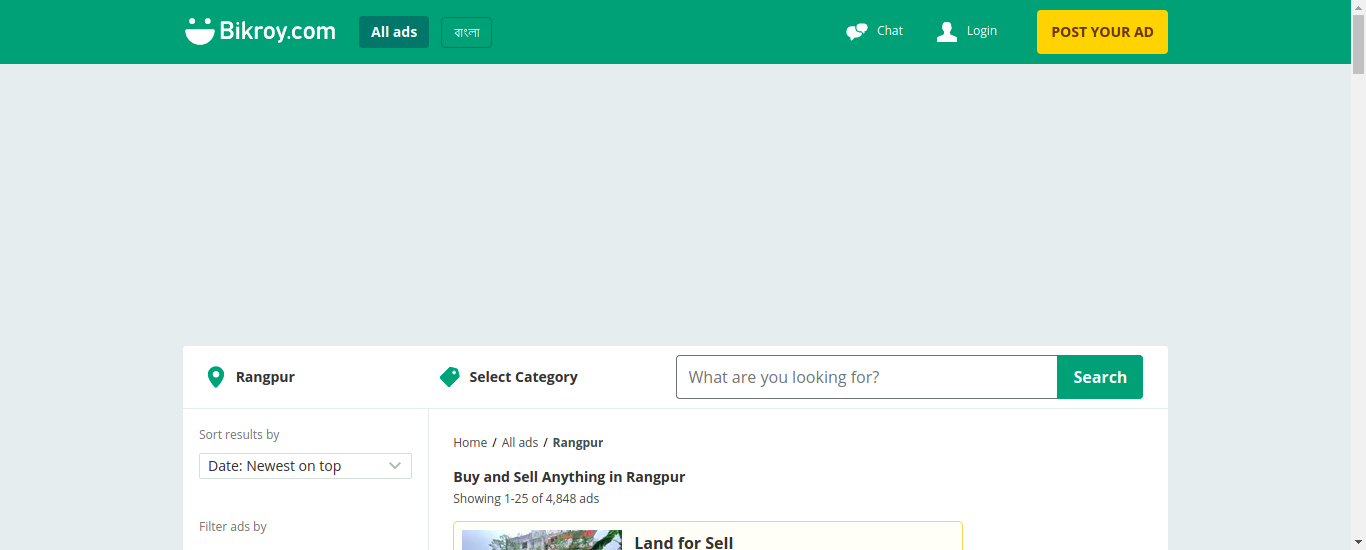 Bikroy.com All ads বাংলা Chat Login POST YOUR AD
Rangpur Select Category What are you looking for? Search
Sort results by
Date: Newest on top
Filter ads by
Home / All ads / Rangpur
Buy and Sell Anything in Rangpur
Showing 1-25 of 4,848 ads
Land for Sell